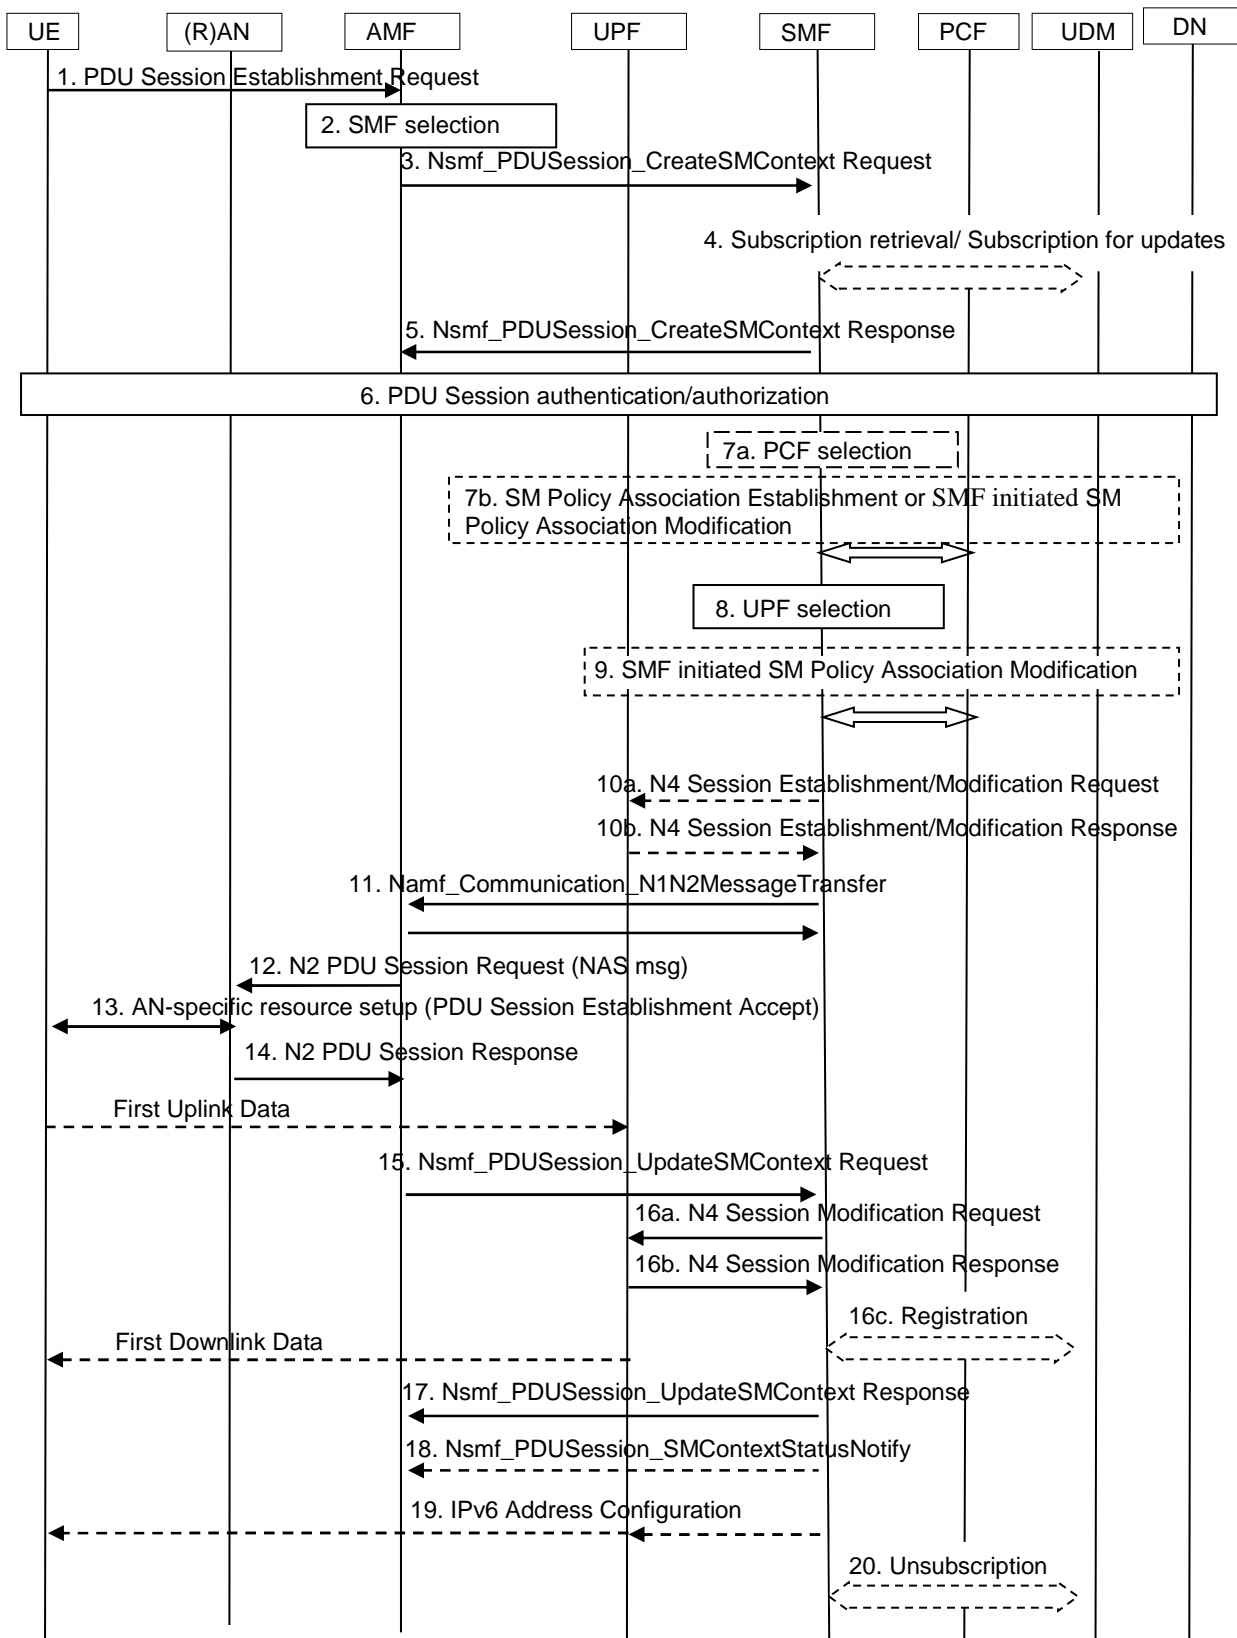 UE
(R)AN
AMF
UPF
SMF
PCF
UDM
DN
1. PDU Session Establishment Request
2. SMF selection
3. Nsmf_PDUSession_CreateSMContext Request
4. Subscription retrieval/ Subscription for updates
5. Nsmf_PDUSession_CreateSMContext Response
6. PDU Session authentication/authorization
7a. PCF selection
7b. SM Policy Association Establishment or SMF initiated SM
Policy Association Modification
8. UPF selection
9. SMF initiated SM Policy Association Modification
10a. N4 Session Establishment/Modification Request
10b. N4 Session Establishment/Modification Response
11. Namf_Communication_N1N2MessageTransfer
12. N2 PDU Session Request (NAS msg)
13. AN-specific resource setup (PDU Session Establishment Accept)
14. N2 PDU Session Response
First Uplink Data
15. Nsmf_PDUSession_UpdateSMContext Request
16a. N4 Session Modification Request
16b. N4 Session Modification Response
16c. Registration
First Downlink Data
17. Nsmf_PDUSession_UpdateSMContext Response
18. Nsmf_PDUSession_SMContextStatusNotify
19. IPv6 Address Configuration
20. Unsubscription